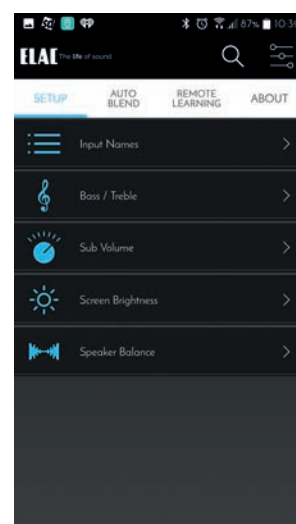 87% 10:39
ELAC The life of sound
SETUP AUTO BLEND REMOTE LEARNING ABOUT
Input Names
Bass / Treble
Sub Volume
Screen Brightness
Speaker Balance